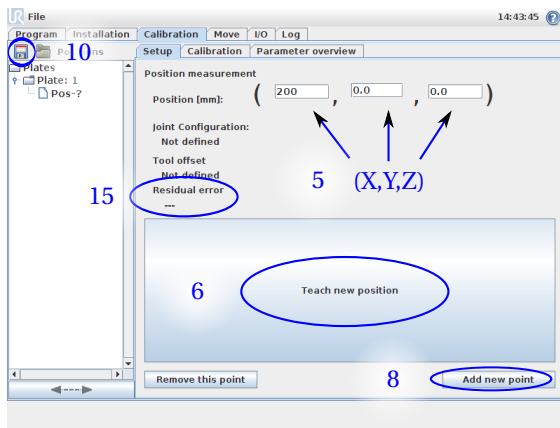 UR File 14:43:45 ?
Program Installation Calibration Move I/O Log
10 Setup Calibration Parameter overview
Plates
Plate: 1
Pos-?
Position measurement
Position [mm]: ( 200 , 0.0 , 0.0 )
Joint Configuration:
Not defined
Tool offset
Not defined
5 (X,Y,Z)
15 Residual error
---
6 Teach new position
Remove this point 8 Add new point